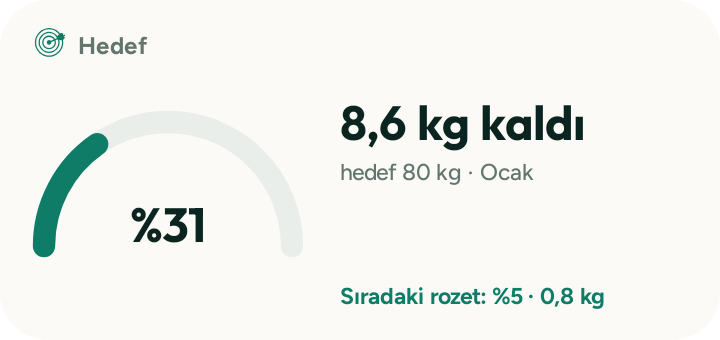 Hedef
%31
8,6 kg kaldı
hedef 80 kg · Ocak
Sıradaki rozet: %5 · 0,8 kg